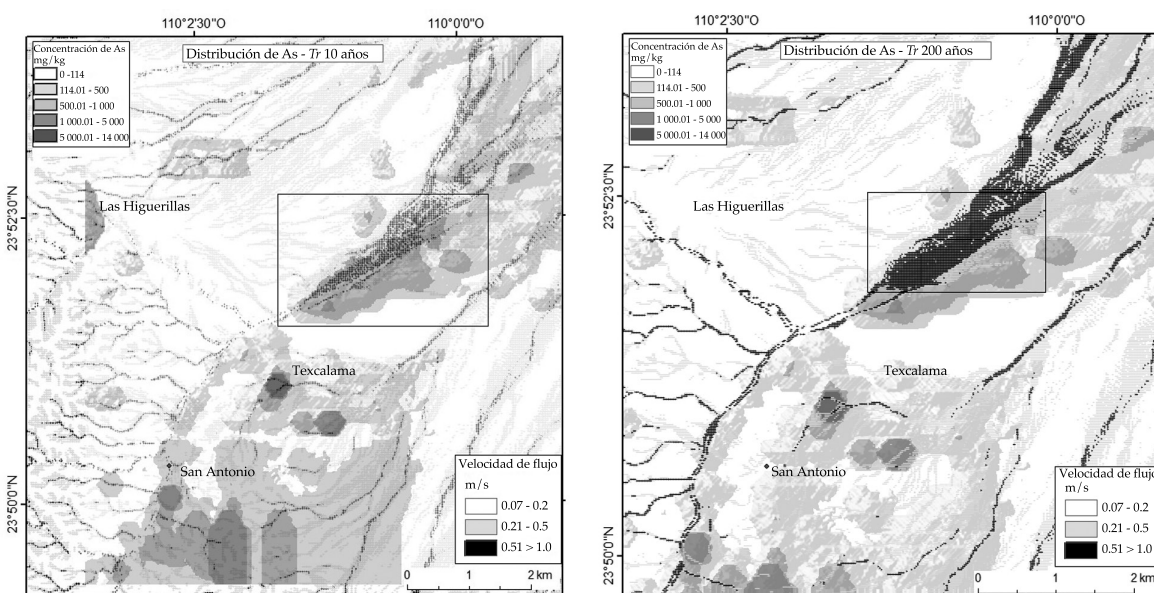 110°2'30"O
110°0'0"O
Concentración de As
mg/kg
0 -114
114.01 - 500
500.01 -1 000
1 000.01 - 5 000
5 000.01 - 14 000
Distribución de As - Tr 10 años
23°52'30"N
Las Higuerillas
Texcalama
San Antonio
23°50'0"N
Velocidad de flujo
m/s
0.07 - 0.2
0.21 - 0.5
0.51 > 1.0
0 1 2 km
110°2'30"O
110°0'0"O
Concentración de As
mg/kg
0 -114
114.01 - 500
500.01 -1 000
1 000.01 - 5 000
5 000.01 - 14 000
Distribución de As - Tr 200 años
23°52'30"N
Las Higuerillas
Texcalama
San Antonio
23°50'0"N
Velocidad de flujo
m/s
0.07 - 0.2
0.21 - 0.5
0.51 > 1.0
0 1 2 km